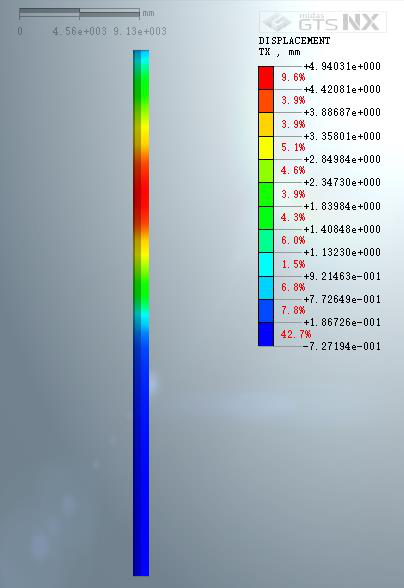 mm
0 4.56e+003 9.13e+003
midas
GTS NX
DISPLACEMENT
TX , mm
+4.94031e+000
9.6%
+4.42081e+000
3.9%
+3.88687e+000
3.9%
+3.35801e+000
5.1%
+2.84984e+000
4.6%
+2.34730e+000
3.9%
+1.83984e+000
4.3%
+1.40848e+000
6.0%
+1.13230e+000
1.5%
+9.21463e-001
6.8%
+7.72649e-001
7.8%
+1.86726e-001
42.7%
-7.27194e-001